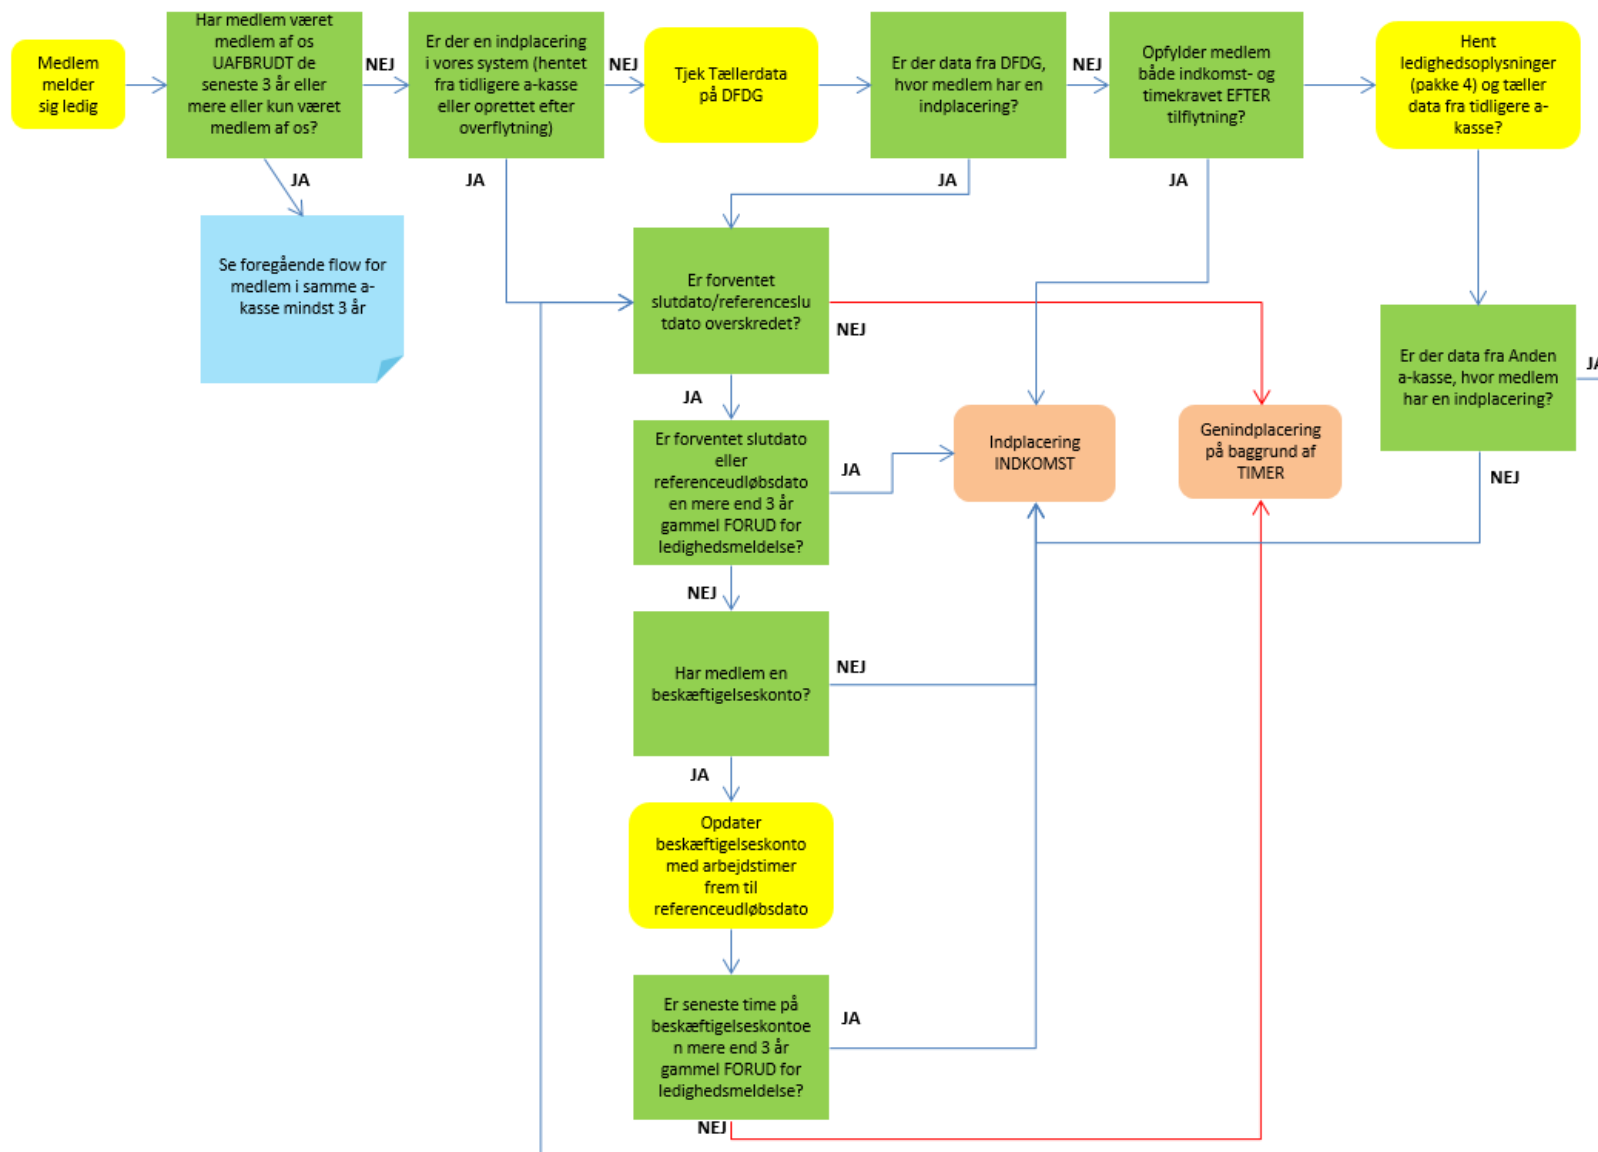 Medlem
melder
sig ledig
Har medlem været
medlem af os
UAFBRUDT de
seneste 3 år eller
mere eller kun været
medlem af os?
NEJ
JA
Se foregående flow for
medlem i samme a-
kasse mindst 3 år
Er der en indplacering
i vores system (hentet
fra tidligere a-kasse
eller oprettet efter
overflytning)
NEJ
JA
Tjek Tællerdata
på DFDG
Er der data fra DFDG,
hvor medlem har en
indplacering?
NEJ
JA
Opfylder medlem
både indkomst- og
timekravet EFTER
tilflytning?
JA
Hent
ledighedsoplysninger
(pakke 4) og tæller
data fra tidligere a-
kasse?
Er der data fra Anden
a-kasse, hvor medlem
har en indplacering?
JA
NEJ
Er forventet
slutdato/referenceslu
tdato overskredet?
NEJ
JA
Er forventet slutdato
eller
referenceudløbsdato
en mere end 3 år
gammel FORUD for
ledighedsmeldelse?
JA
NEJ
Indplacering
INDKOMST
Genindplacering
på baggrund af
TIMER
Har medlem en
beskæftigelseskonto?
NEJ
JA
Opdater
beskæftigelseskonto
med arbejdstimer
frem til
referenceudløbsdato
Er seneste time på
beskæftigelseskontoe
n mere end 3 år
gammel FORUD for
ledighedsmeldelse?
JA
NEJ